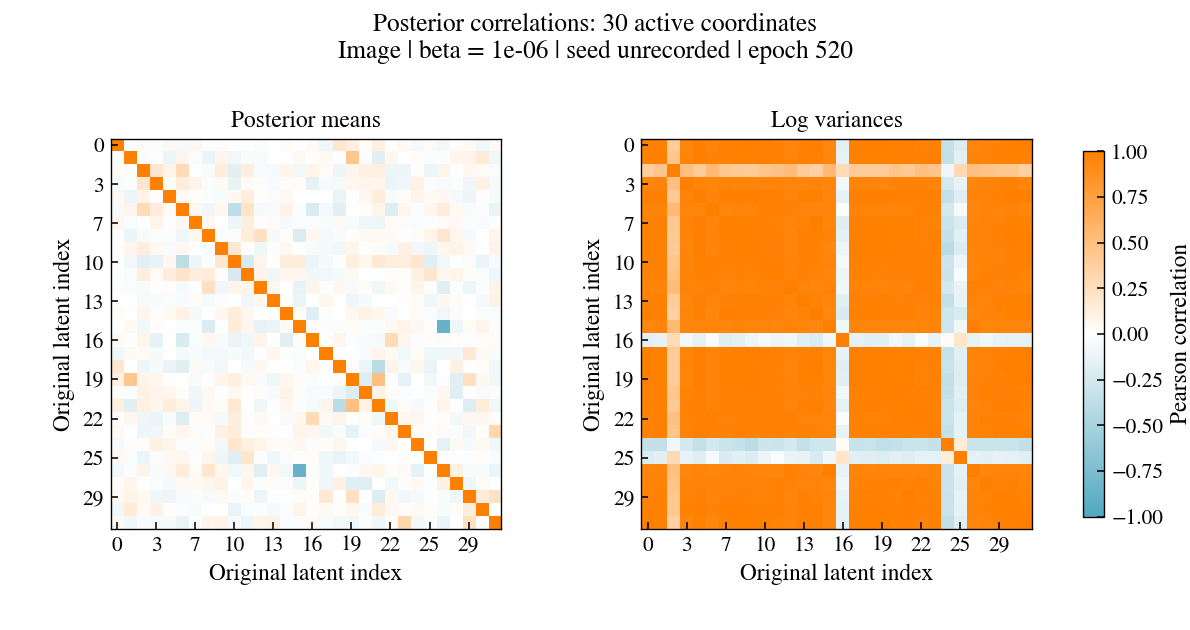 Posterior correlations: 30 active coordinates
Image | beta = 1e-06 | seed unrecorded | epoch 520
Posterior means
0
3
7
10
13
16
19
22
25
29
Original latent index
0 3 7 10 13 16 19 22 25 29
Original latent index
Log variances
0
3
7
10
13
16
19
22
25
29
Original latent index
0 3 7 10 13 16 19 22 25 29
Original latent index
1.00
0.75
0.50
0.25
0.00
−0.25
−0.50
−0.75
−1.00
Pearson correlation